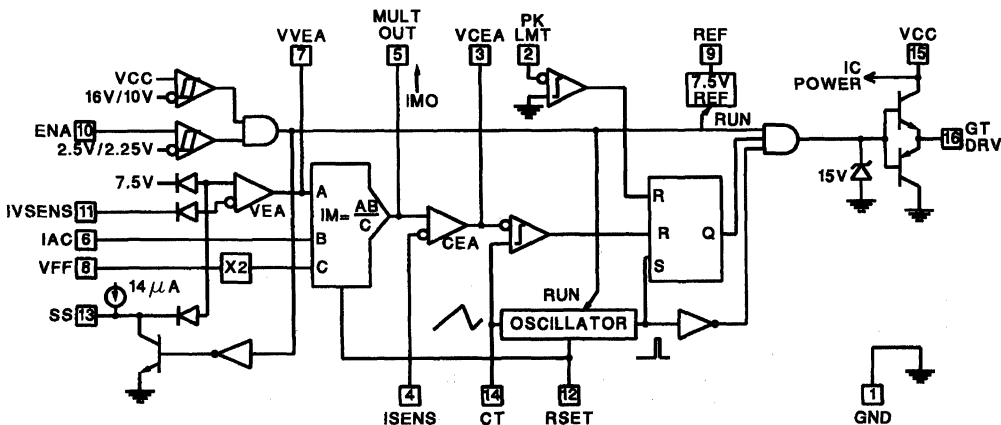 VVEA
7
MULT
OUT
5
VCEA
3
PK
LMT
2
REF
9
VCC
15
VCC
16V/10V
IMO
7.5V
REF
IC
POWER
ENA 10
2.5V/2.25V
RUN
16 GT
DRV
7.5V
VEA
A
IM= AB
C
15V
IVSENS 11
R
IAC 6
B
CEA
R
Q
VFF 8
X2
C
S
14 μA
RUN
SS 13
OSCILLATOR
4
ISENS
14
CT
12
RSET
1
GND